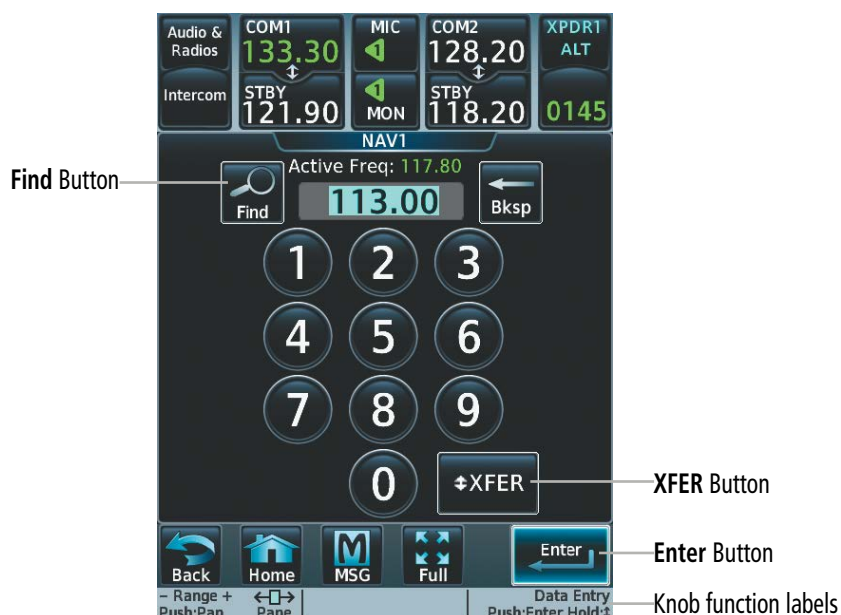 Audio & Radios
COM1
133.30
MIC
1
COM2
128.20
XPDR1
ALT
Intercom
STBY
121.90
1
MON
STBY
118.20
0145
NAV1
Find Button
Active Freq: 117.80
Find
113.00
Bksp
1 2 3
4 5 6
7 8 9
0 XFER
XFER Button
Back
Home
MSG
Full
Enter
Enter Button
– Range +
Push:Pan
Pane
Data Entry
Push:Enter Hold:↕
Knob function labels